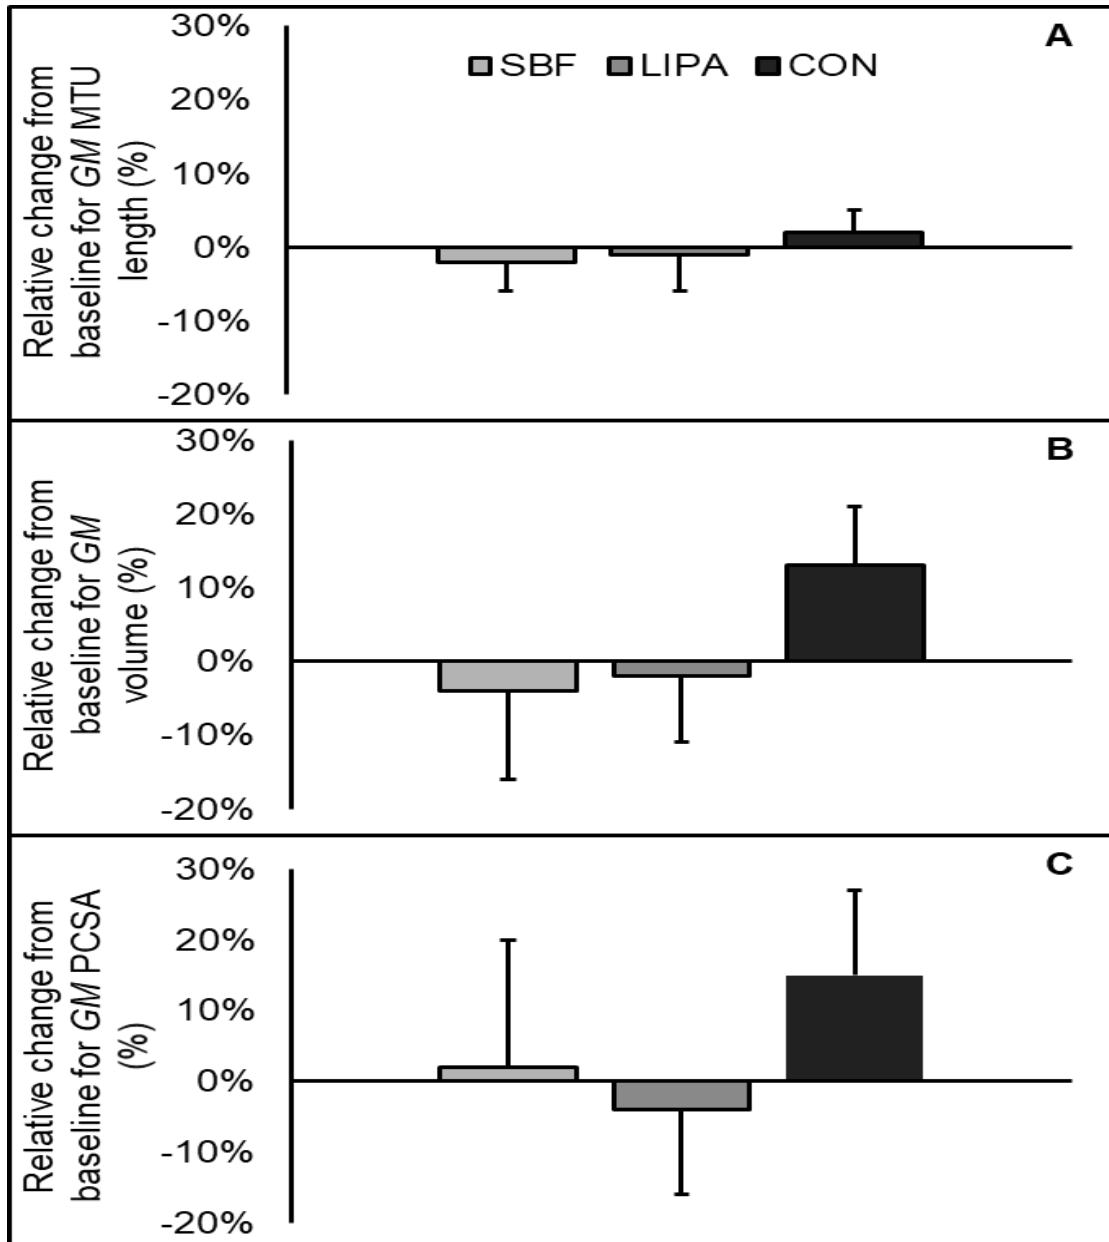 A
SBF LIPA CON
Relative change from
baseline for GM MTU
length (%)
30%
20%
10%
0%
-10%
-20%
B
Relative change from
baseline for GM
volume (%)
30%
20%
10%
0%
-10%
-20%
C
Relative change from
baseline for GM PCSA
(%)
30%
20%
10%
0%
-10%
-20%